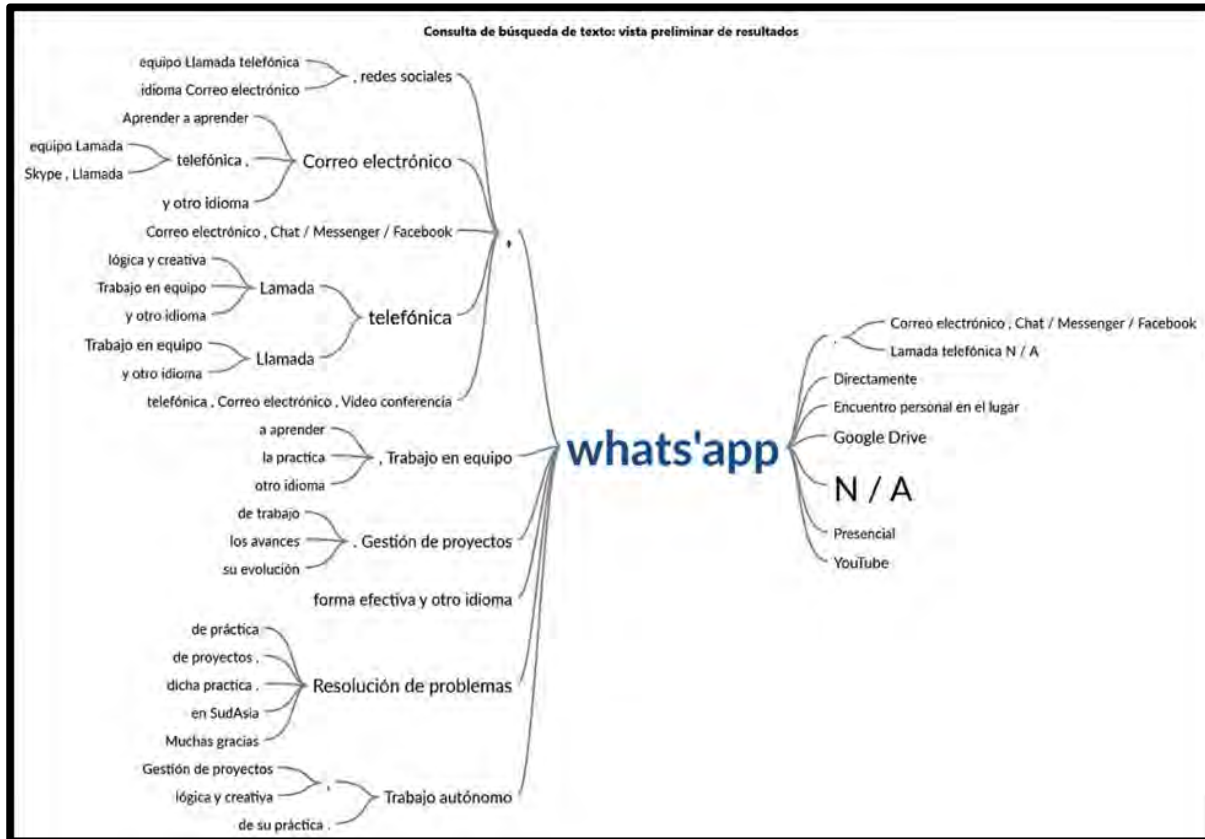 Consulta de búsqueda de texto: vista preliminar de resultados
equipo Llamada telefónica
idioma Correo electrónico
, redes sociales
Aprender a aprender
equipo Lamada
Skype , Llamada
telefónica ,
y otro idioma
Correo electrónico
Correo electrónico , Chat / Messenger / Facebook
,
lógica y creativa
Trabajo en equipo
y otro idioma
Lamada
Trabajo en equipo
y otro idioma
Llamada
telefónica
telefónica , Correo electrónico , Video conferencia
a aprender
la practica
otro idioma
, Trabajo en equipo
de trabajo
los avances
su evolución
, Gestión de proyectos
forma efectiva y otro idioma
de práctica
de proyectos ,
dicha practica .
en SudAsia
Muchas gracias
Resolución de problemas
Gestión de proyectos
lógica y creativa
,
de su práctica .
Trabajo autónomo
whats'app
,
Correo electrónico , Chat / Messenger / Facebook
Lamada telefónica N / A
Directamente
Encuentro personal en el lugar
Google Drive
N / A
Presencial
YouTube